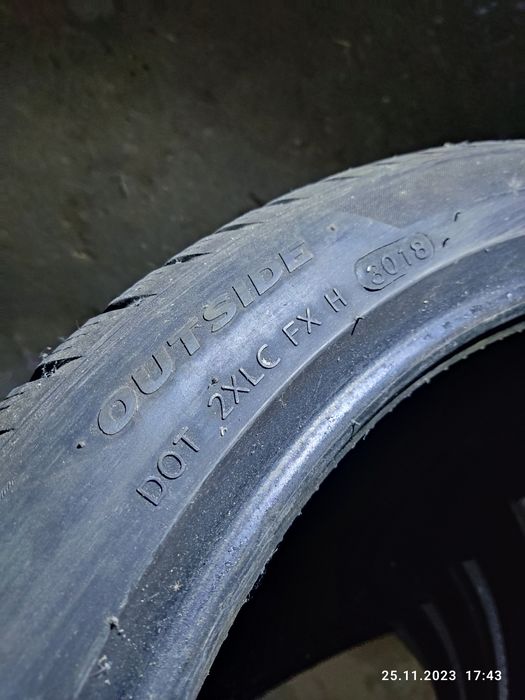 OUTSIDE
DOT 2XLC FX H 3018
25.11.2023 17:43